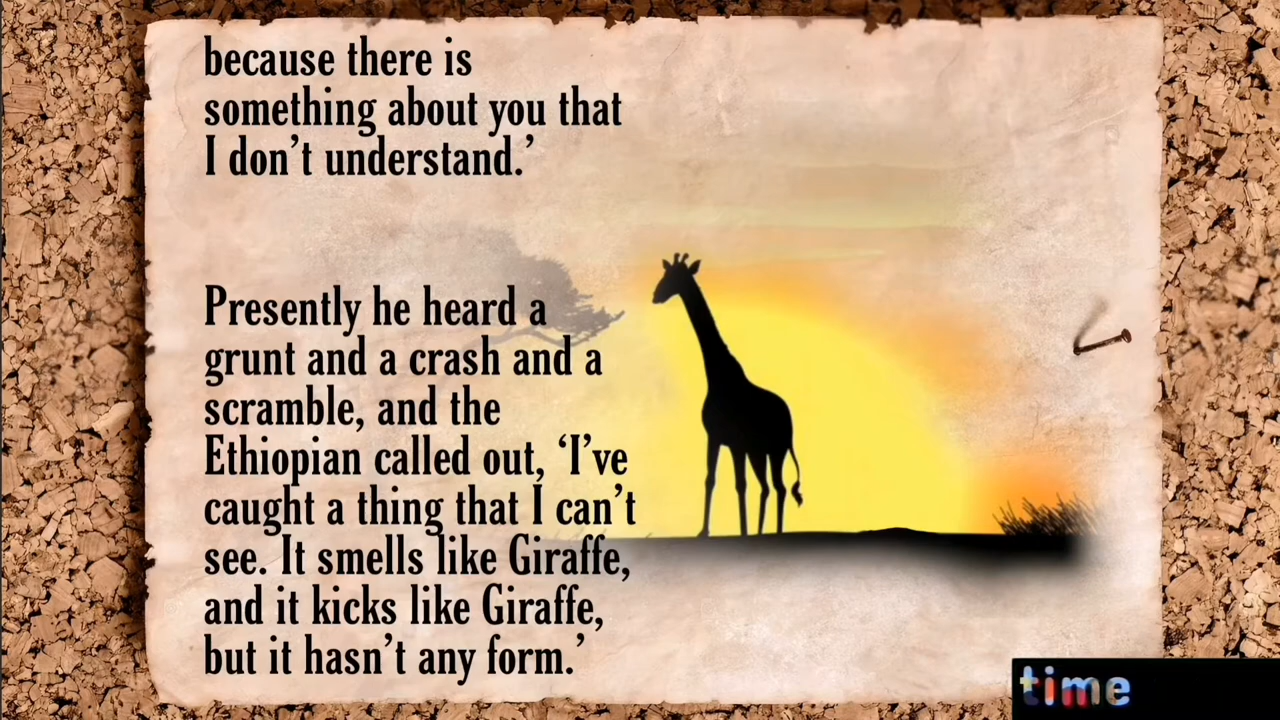 because there is
something about you that
I don’t understand.’
Presently he heard a
grunt and a crash and a
scramble, and the
Ethiopian called out, ‘I’ve
caught a thing that I can’t
see. It smells like Giraffe,
and it kicks like Giraffe,
but it hasn’t any form.’
time